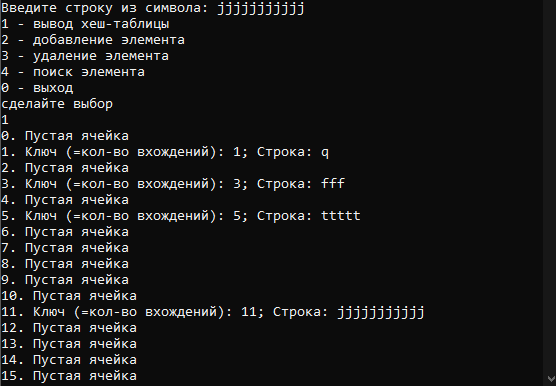 Введите строку из символа: jjjjjjjjjjj
1 - вывод хеш-таблицы
2 - добавление элемента
3 - удаление элемента
4 - поиск элемента
0 - выход
сделайте выбор
1
0. Пустая ячейка
1. Ключ (=кол-во вхождений): 1; Строка: q
2. Пустая ячейка
3. Ключ (=кол-во вхождений): 3; Строка: fff
4. Пустая ячейка
5. Ключ (=кол-во вхождений): 5; Строка: ttttt
6. Пустая ячейка
7. Пустая ячейка
8. Пустая ячейка
9. Пустая ячейка
10. Пустая ячейка
11. Ключ (=кол-во вхождений): 11; Строка: jjjjjjjjjjj
12. Пустая ячейка
13. Пустая ячейка
14. Пустая ячейка
15. Пустая ячейка